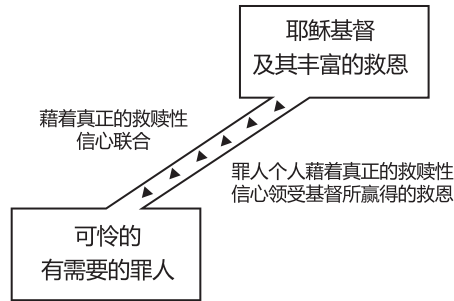 耶稣基督
及其丰富的救恩
藉着真正的救赎性
信心联合
罪人个人藉着真正的救赎性
信心领受基督所赢得的救恩
可怜的
有需要的罪人